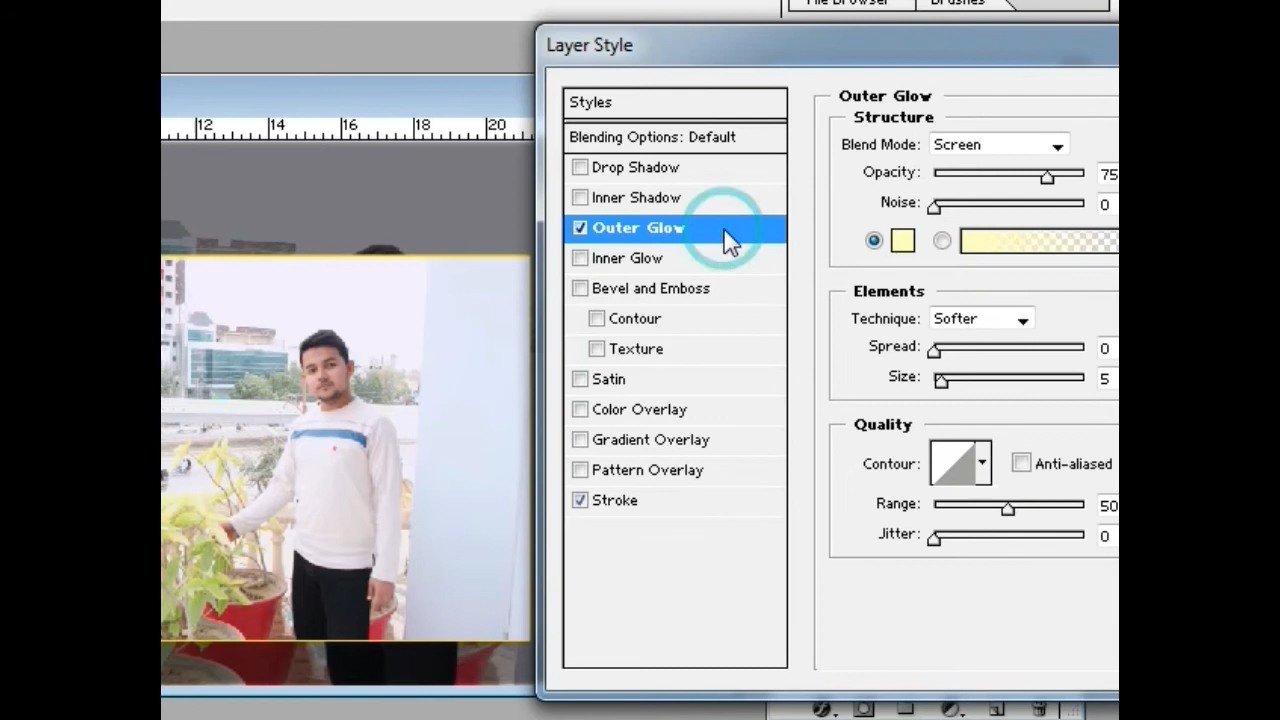 File Browser Brushes
Layer Style
12 14 16 18 20
Styles
Blending Options: Default
Drop Shadow
Inner Shadow
Outer Glow
Inner Glow
Bevel and Emboss
Contour
Texture
Satin
Color Overlay
Gradient Overlay
Pattern Overlay
Stroke
Outer Glow
Structure
Blend Mode: Screen
Opacity: 75
Noise: 0
Elements
Technique: Softer
Spread: 0
Size: 5
Quality
Contour: Anti-aliased
Range: 50
Jitter: 0